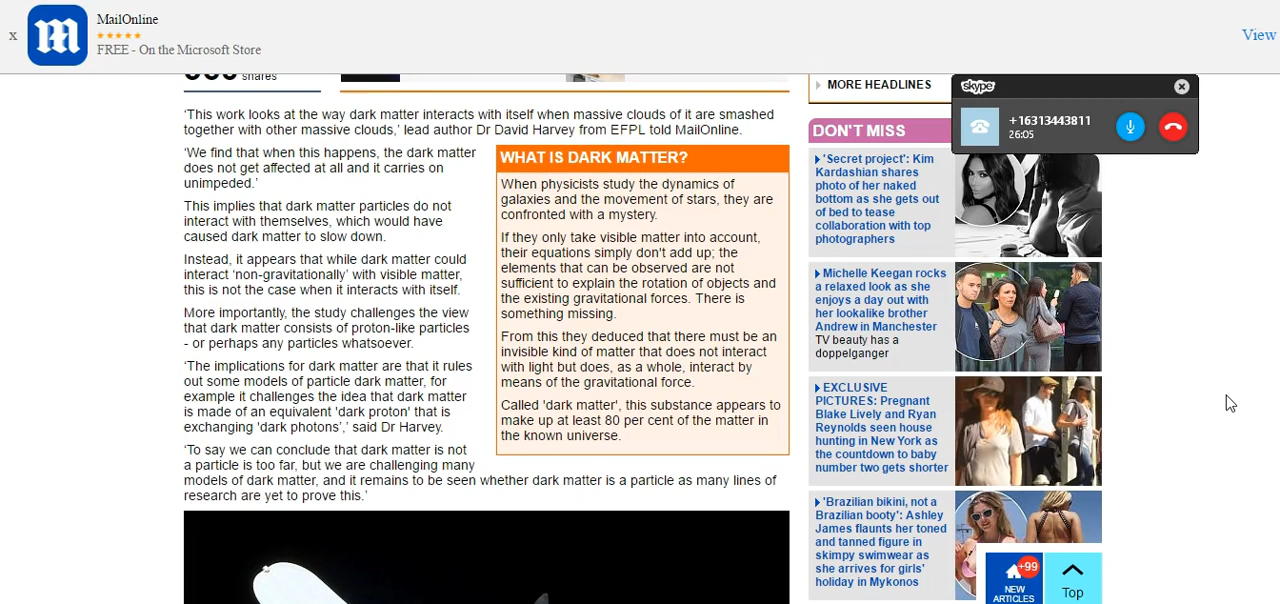 x
MailOnline
FREE - On the Microsoft Store
View
shares
'This work looks at the way dark matter interacts with itself when massive clouds of it are smashed
together with other massive clouds,' lead author Dr David Harvey from EFPL told MailOnline.
'We find that when this happens, the dark matter
does not get affected at all and it carries on
unimpeded.'
This implies that dark matter particles do not
interact with themselves, which would have
caused dark matter to slow down.
Instead, it appears that while dark matter could
interact 'non-gravitationally' with visible matter,
this is not the case when it interacts with itself.
More importantly, the study challenges the view
that dark matter consists of proton-like particles
- or perhaps any particles whatsoever.
'The implications for dark matter are that it rules
out some models of particle dark matter, for
example it challenges the idea that dark matter
is made of an equivalent 'dark proton' that is
exchanging 'dark photons',' said Dr Harvey.
'To say we can conclude that dark matter is not
a particle is too far, but we are challenging many
models of dark matter, and it remains to be seen whether dark matter is a particle as many lines of
research are yet to prove this.'
WHAT IS DARK MATTER?
When physicists study the dynamics of
galaxies and the movement of stars, they are
confronted with a mystery.
If they only take visible matter into account,
their equations simply don't add up; the
elements that can be observed are not
sufficient to explain the rotation of objects and
the existing gravitational forces. There is
something missing.
From this they deduced that there must be an
invisible kind of matter that does not interact
with light but does, as a whole, interact by
means of the gravitational force.
Called 'dark matter', this substance appears to
make up at least 80 per cent of the matter in
the known universe.
MORE HEADLINES
skype
+16313443811
26:05
DON'T MISS
'Secret project': Kim
Kardashian shares
photo of her naked
bottom as she gets out
of bed to tease
collaboration with top
photographers
Michelle Keegan rocks
a relaxed look as she
enjoys a day out with
her lookalike brother
Andrew in Manchester
TV beauty has a
doppelganger
EXCLUSIVE
PICTURES: Pregnant
Blake Lively and Ryan
Reynolds seen house
hunting in New York as
the countdown to baby
number two gets shorter
'Brazilian bikini, not a
Brazilian booty': Ashley
James flaunts her toned
and tanned figure in
skimpy swimwear as
she arrives for girls'
holiday in Mykonos
+99
NEW
ARTICLES
Top